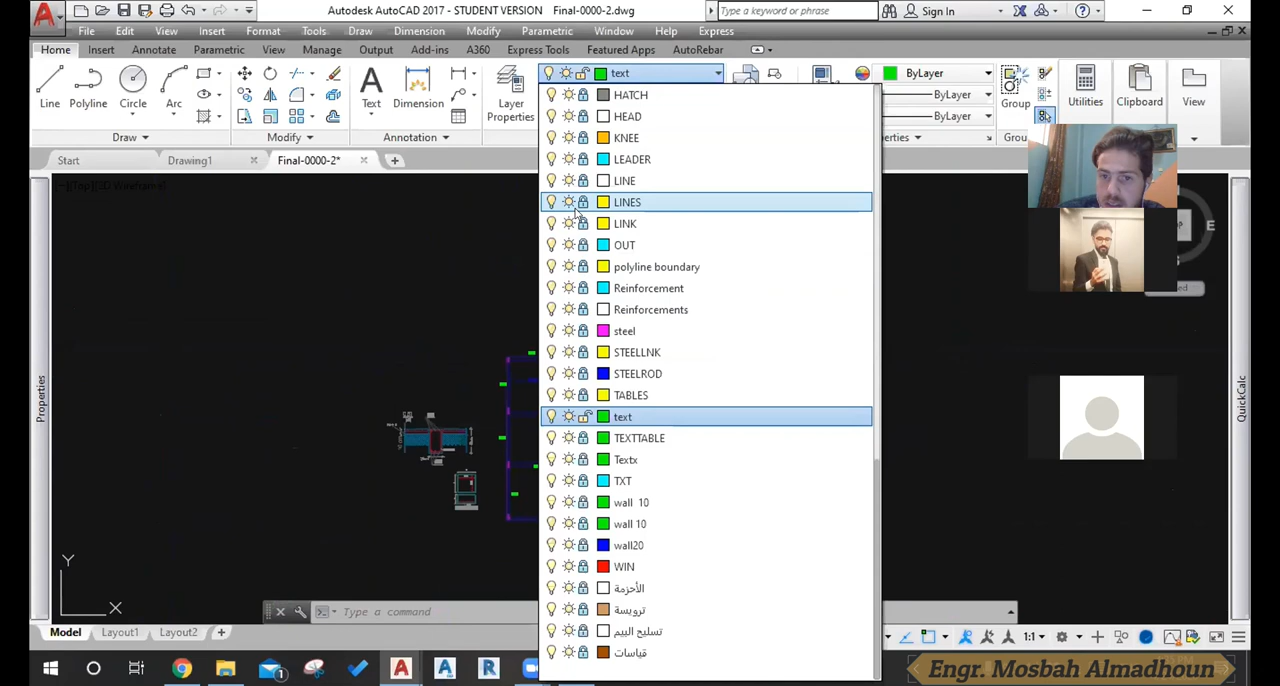 Autodesk AutoCAD 2017 - STUDENT VERSION Final-0000-2.dwg
Type a keyword or phrase
Sign In
File Edit View Insert Format Tools Draw Dimension Modify Parametric Window Help Express
Home Insert Annotate Parametric View Manage Output Add-ins A360 Express Tools Featured Apps AutoRebar
text
ByLayer
ByLayer
ByLayer
Line Polyline Circle Arc
Text Dimension
Layer
Properties
Group
Utilities
Clipboard
View
Draw
Modify
Annotation
Start
Drawing1
Final-0000-2*
HATCH
HEAD
KNEE
LEADER
LINE
LINES
LINK
OUT
polyline boundary
Reinforcement
Reinforcements
steel
STEELLNK
STEELROD
TABLES
text
TEXTTABLE
Textx
TXT
wall 10
wall 10
wall20
WIN
الأحزمة
ترويسة
تسليح البيم
قياسات
E
Properties
QuickCalc
Y
X
Type a command
Model Layout1 Layout2
1:1
Engr. Mosbah Almadhoun